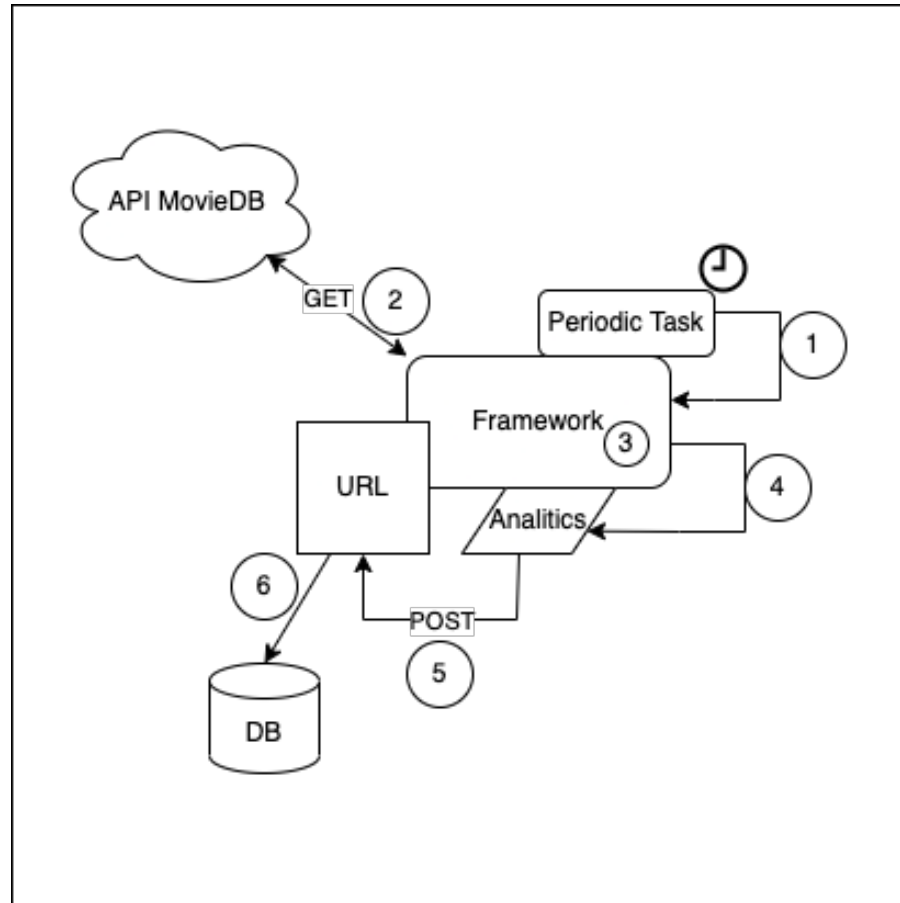 API MovieDB
GET
2
Periodic Task
1
Framework
3
URL
4
Analitics
6
POST
5
DB